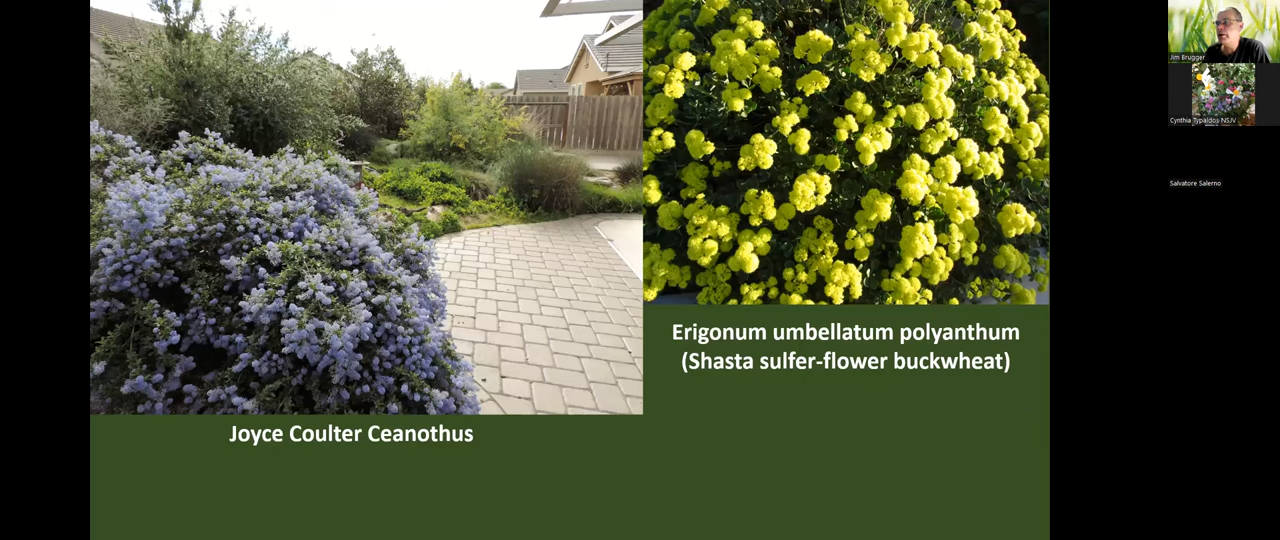 Joyce Coulter Ceanothus
Erigonum umbellatum polyanthum
(Shasta sulfer-flower buckwheat)
Jim Brugger
Cynthia Typaldos NSJV
Salvatore Salerno